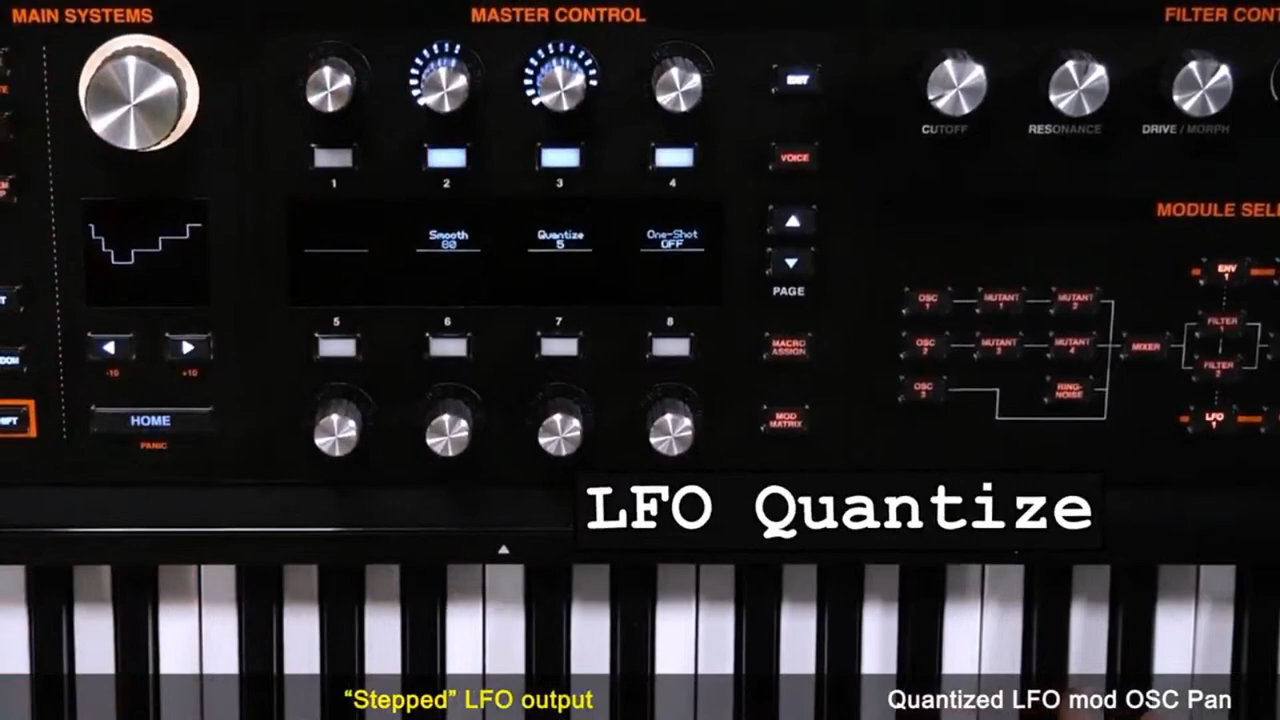 MAIN SYSTEMS
MASTER CONTROL
FILTER CONT
EXIT
CUTOFF
RESONANCE
DRIVE / MORPH
VOICE
1
2
3
4
MODULE SEL
Smooth
80
Quantize
5
One-Shot
OFF
PAGE
ENV
1
OSC
1
MUTANT
1
MUTANT
2
FILTER
1
5
6
7
8
OSC
2
MUTANT
3
MUTANT
4
MIXER
MACRO
ASSIGN
FILTER
2
-10
+10
OSC
3
RING-
NOISE
HOME
PANIC
MOD
MATRIX
LFO
1
LFO Quantize
“Stepped” LFO output
Quantized LFO mod OSC Pan